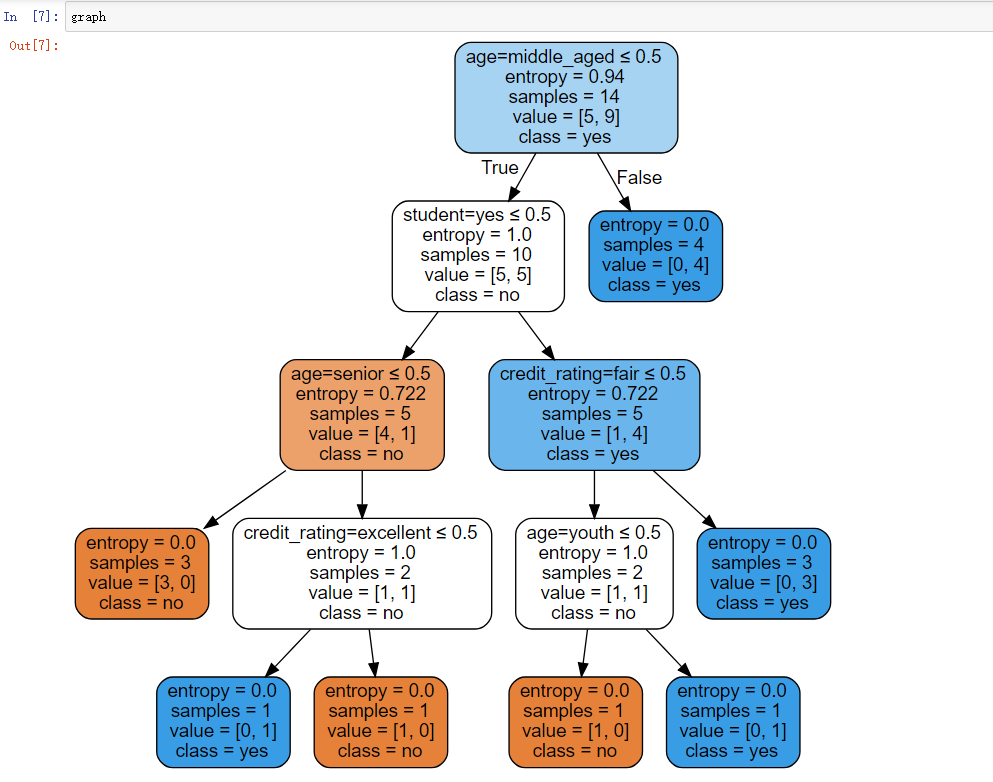 In [7]: graph
Out[7]:
age=middle_aged ≤ 0.5
entropy = 0.94
samples = 14
value = [5, 9]
class = yes
True
False
student=yes ≤ 0.5
entropy = 1.0
samples = 10
value = [5, 5]
class = no
entropy = 0.0
samples = 4
value = [0, 4]
class = yes
age=senior ≤ 0.5
entropy = 0.722
samples = 5
value = [4, 1]
class = no
credit_rating=fair ≤ 0.5
entropy = 0.722
samples = 5
value = [1, 4]
class = yes
entropy = 0.0
samples = 3
value = [3, 0]
class = no
credit_rating=excellent ≤ 0.5
entropy = 1.0
samples = 2
value = [1, 1]
class = no
age=youth ≤ 0.5
entropy = 1.0
samples = 2
value = [1, 1]
class = no
entropy = 0.0
samples = 3
value = [0, 3]
class = yes
entropy = 0.0
samples = 1
value = [0, 1]
class = yes
entropy = 0.0
samples = 1
value = [1, 0]
class = no
entropy = 0.0
samples = 1
value = [1, 0]
class = no
entropy = 0.0
samples = 1
value = [0, 1]
class = yes